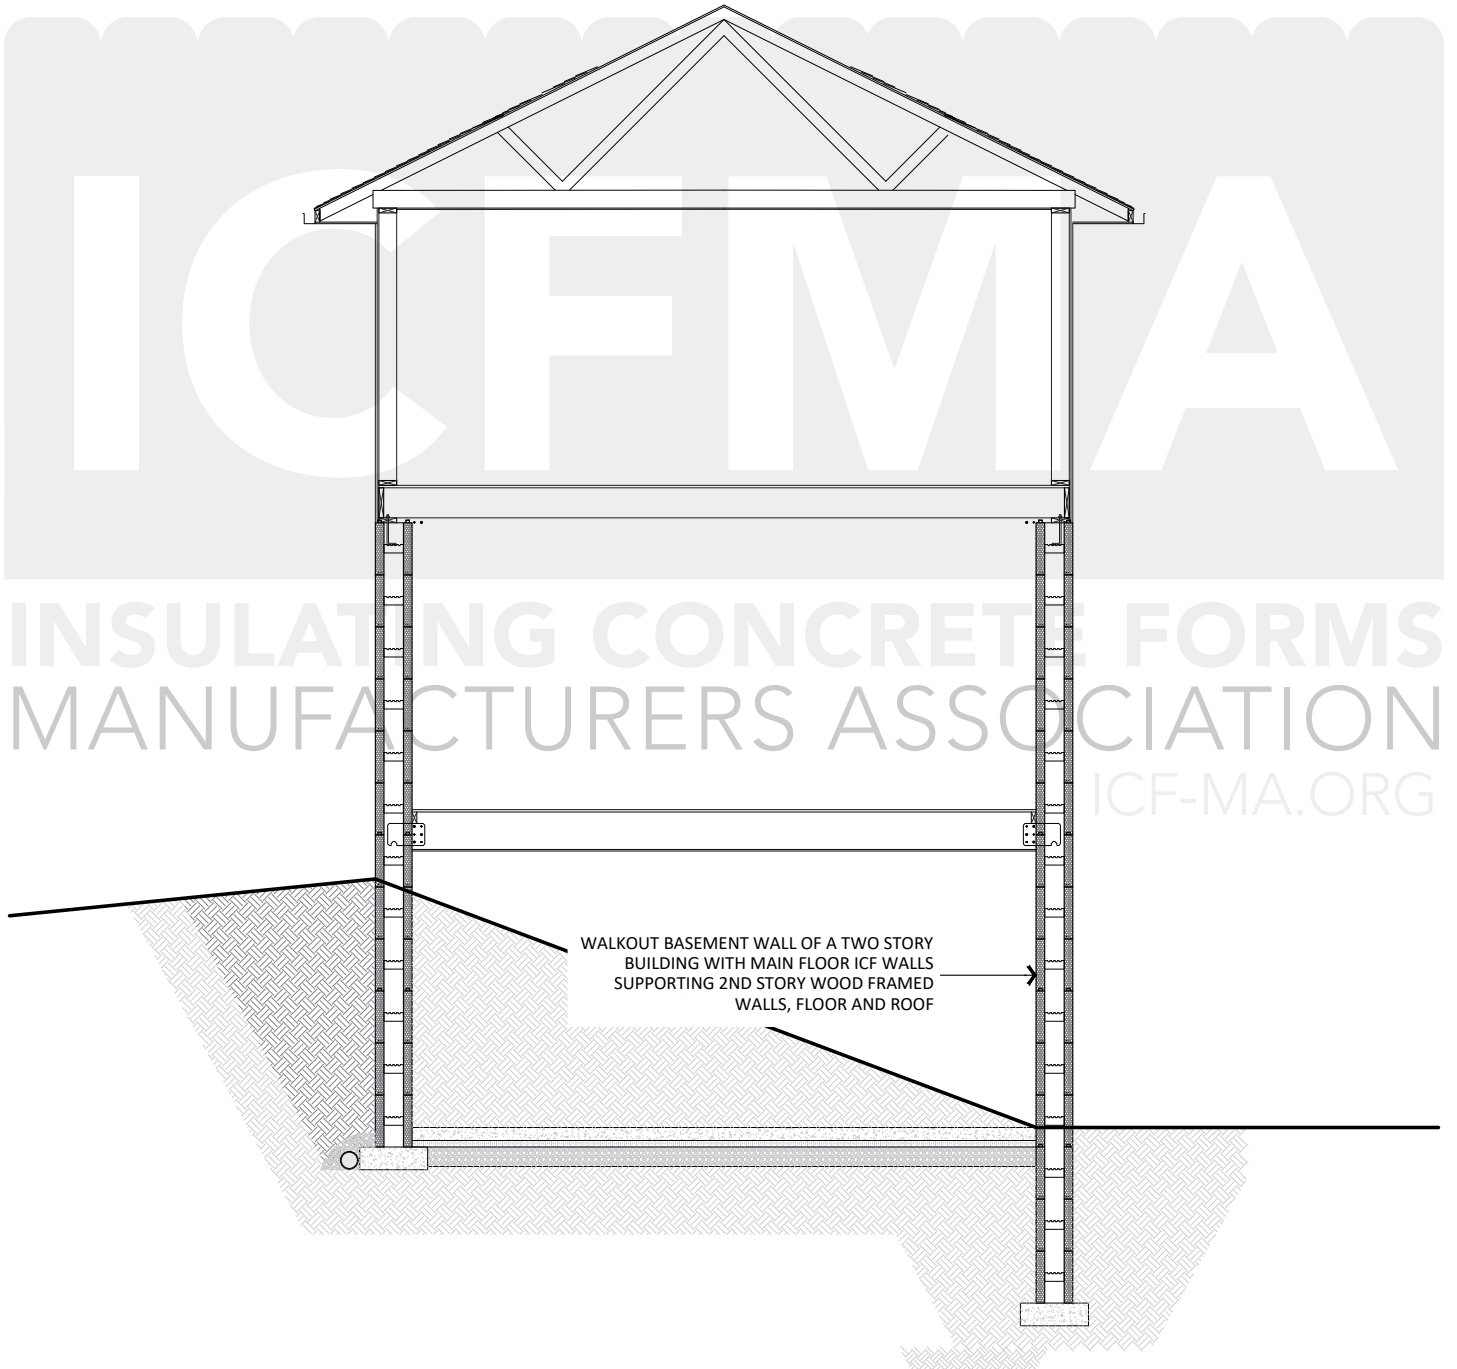 ICFMA
INSULATING CONCRETE FORMS
MANUFACTURERS ASSOCIATION
ICF-MA.ORG
WALKOUT BASEMENT WALL OF A TWO STORY
BUILDING WITH MAIN FLOOR ICF WALLS
SUPPORTING 2ND STORY WOOD FRAMED
WALLS, FLOOR AND ROOF